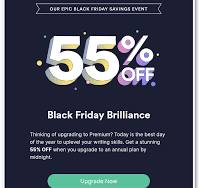 OUR EPIC BLACK FRIDAY SAVINGS EVENT
55% OFF
Black Friday Brilliance
Thinking of upgrading to Premium? Today is the best
day of the year to uplevel your writing skills. Get a stunning
55% OFF when you upgrade to an annual plan by
midnight.
Upgrade Now